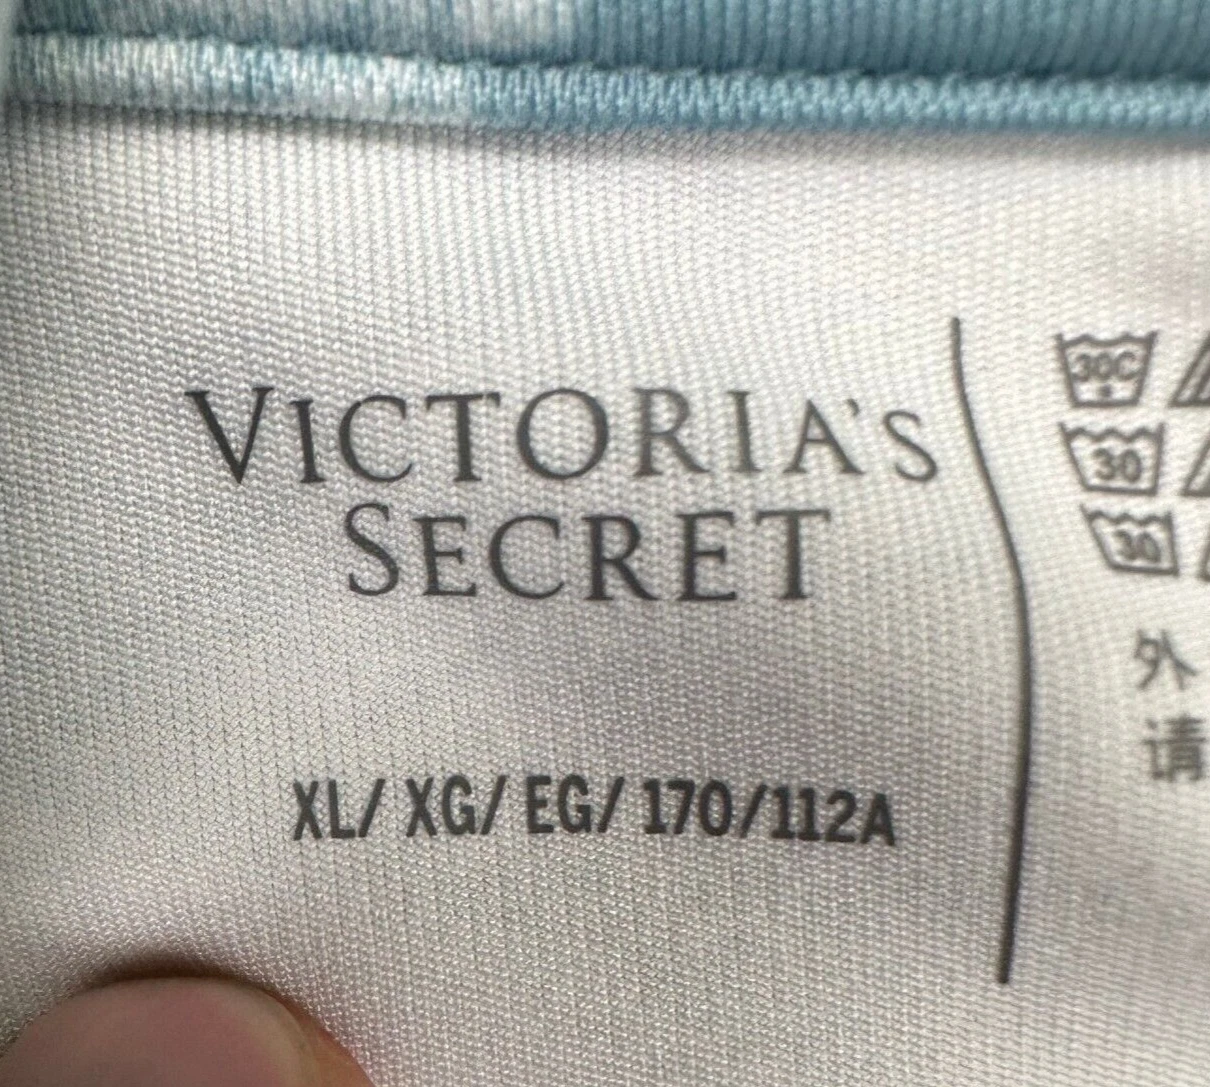 VICTORIA'S
SECRET
XL/ XG/ EG/ 170/112A
30C
30
30
外
请